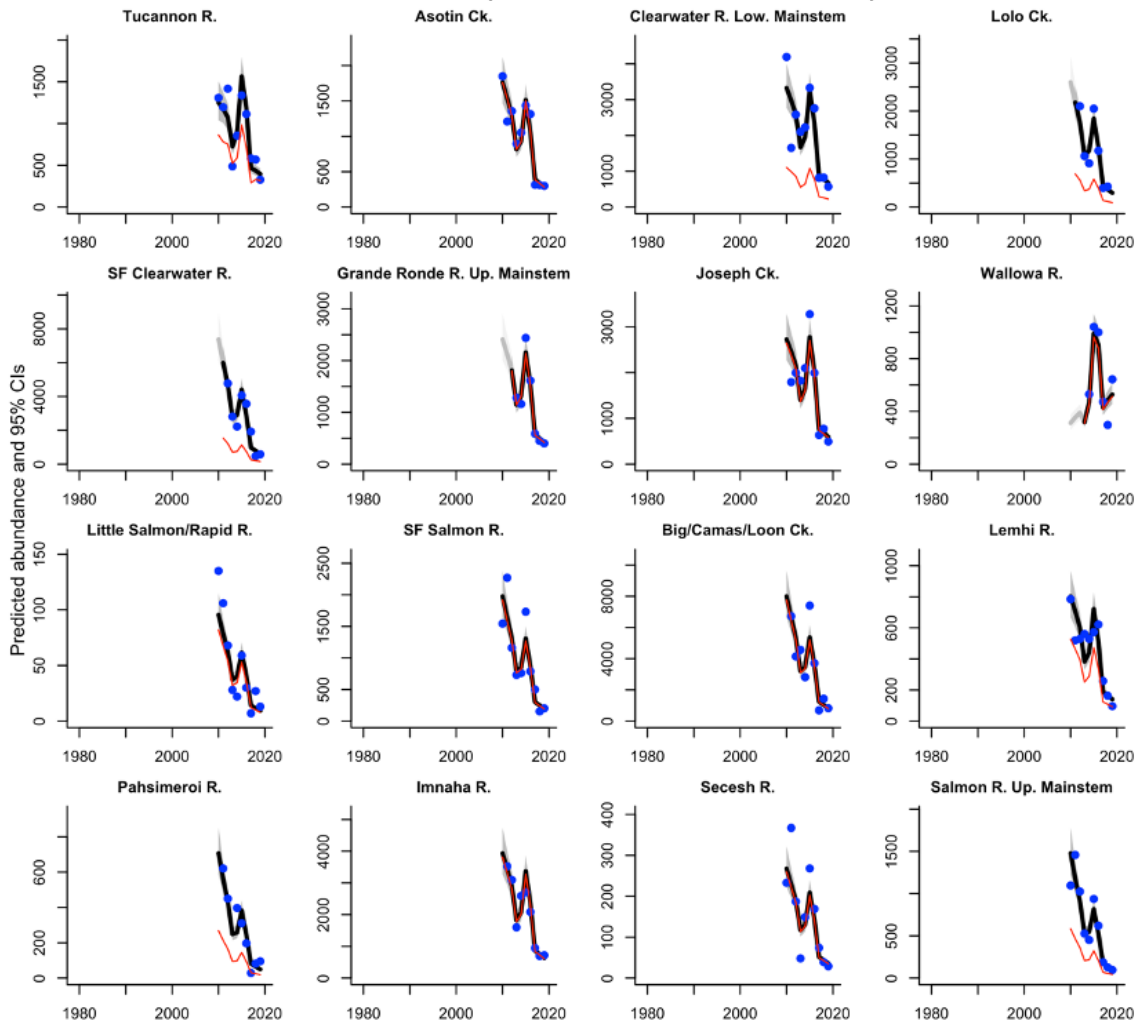 Tucannon R.
Asotin Ck.
Clearwater R. Low. Mainstem
Lolo Ck.
0 500 1500
0 500 1000 1500
0 1000 3000
0 1000 2000 3000
1980 2000 2020
1980 2000 2020
1980 2000 2020
1980 2000 2020
SF Clearwater R.
Grande Ronde R. Up. Mainstem
Joseph Ck.
Wallowa R.
0 4000 8000
0 1000 2000 3000
0 1000 3000
0 400 800 1200
1980 2000 2020
1980 2000 2020
1980 2000 2020
1980 2000 2020
Predicted abundance and 95% CIs
Little Salmon/Rapid R.
SF Salmon R.
Big/Camas/Loon Ck.
Lemhi R.
0 50 100 150
0 500 1500 2500
0 4000 8000
0 200 600 1000
1980 2000 2020
1980 2000 2020
1980 2000 2020
1980 2000 2020
Pahsimeroi R.
Imnaha R.
Secesh R.
Salmon R. Up. Mainstem
0 200 600
0 2000 4000
0 100 200 300 400
0 500 1500
1980 2000 2020
1980 2000 2020
1980 2000 2020
1980 2000 2020